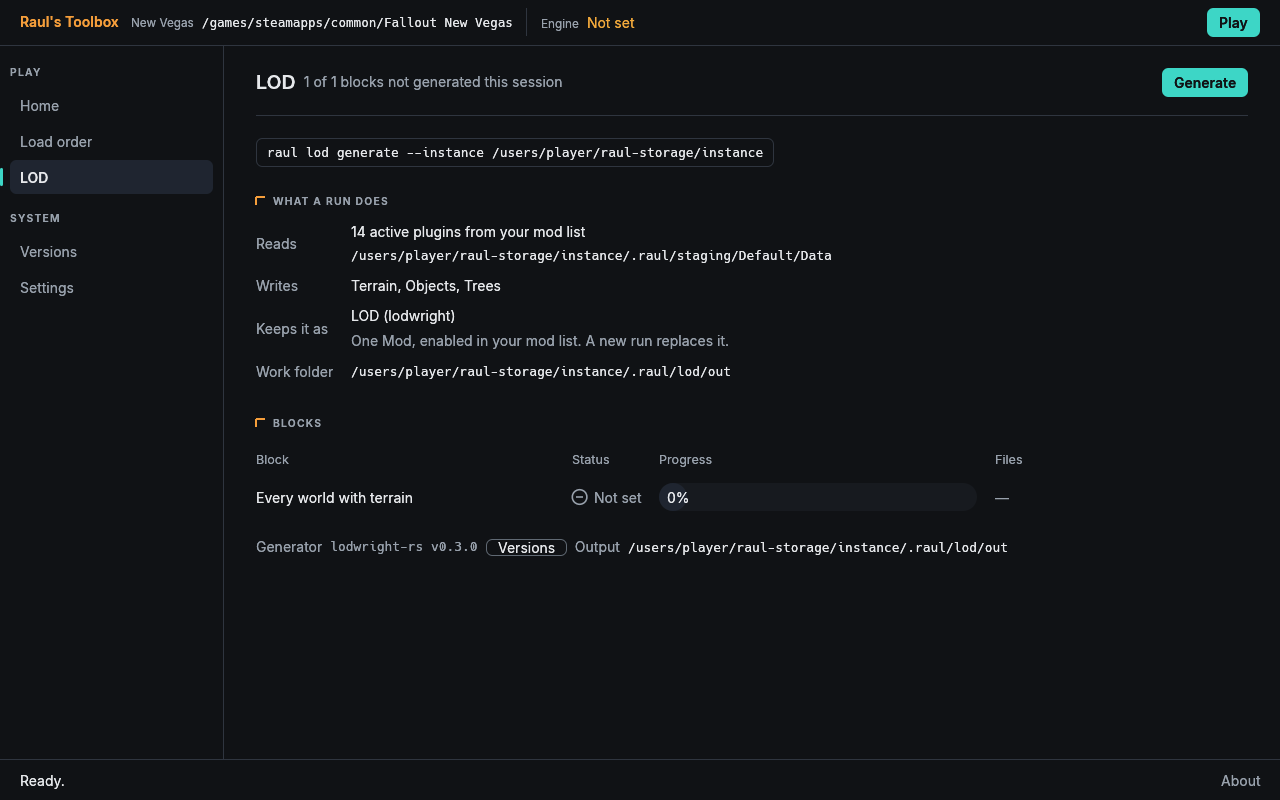 Raul's Toolbox New Vegas /games/steamapps/common/Fallout New Vegas Engine Not set Play
PLAY
Home
Load order
LOD
SYSTEM
Versions
Settings
LOD 1 of 1 blocks not generated this session Generate
raul lod generate --instance /users/player/raul-storage/instance
WHAT A RUN DOES
Reads 14 active plugins from your mod list
/users/player/raul-storage/instance/.raul/staging/Default/Data
Writes Terrain, Objects, Trees
Keeps it as LOD (lodwright)
One Mod, enabled in your mod list. A new run replaces it.
Work folder /users/player/raul-storage/instance/.raul/lod/out
BLOCKS
Block Status Progress Files
Every world with terrain Not set 0% —
Generator lodwright-rs v0.3.0 Versions Output /users/player/raul-storage/instance/.raul/lod/out
Ready. About